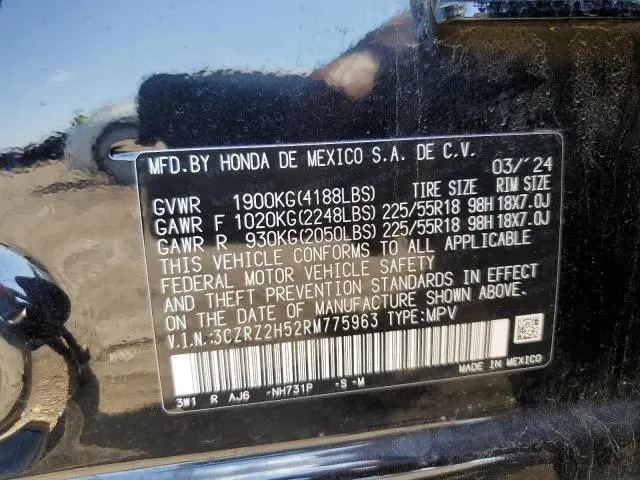 MFD.BY HONDA DE MEXICO S.A. DE C.V. 03/'24
GVWR 1900KG(4188LBS) TIRE SIZE RIM SIZE
GAWR F 1020KG(2248LBS) 225/55R18 98H 18X7.0J
GAWR R 930KG(2050LBS) 225/55R18 98H 18X7.0J
THIS VEHICLE CONFORMS TO ALL APPLICABLE
FEDERAL MOTOR VEHICLE SAFETY
AND THEFT PREVENTION STANDARDS IN EFFECT
ON THE DATE OF MANUFACTURE SHOWN ABOVE.
V.I.N.:3CZRZ2H52RM775963 TYPE:MPV
3W1 R AJ6 -NH731P -S -M
MADE IN MEXICO